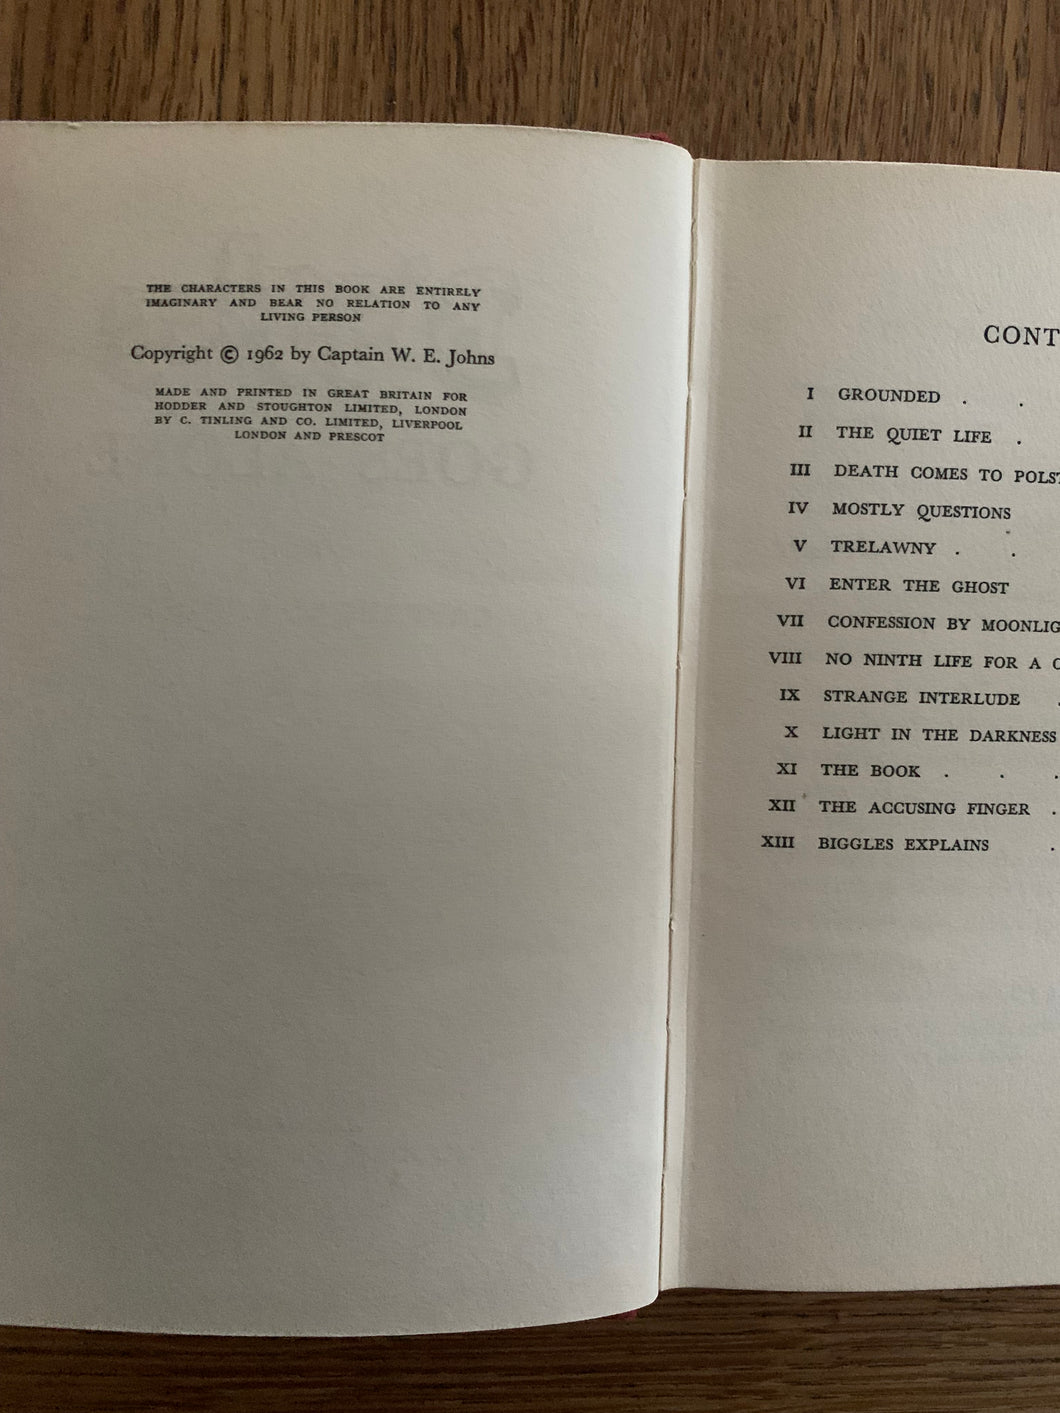 THE CHARACTERS IN THIS BOOK ARE ENTIRELY
IMAGINARY AND BEAR NO RELATION TO ANY
LIVING PERSON
Copyright © 1962 by Captain W. E. Johns
MADE AND PRINTED IN GREAT BRITAIN FOR
HODDER AND STOUGHTON LIMITED, LONDON
BY C. TINLING AND CO. LIMITED, LIVERPOOL
LONDON AND PRESCOT
CONT
I GROUNDED . .
II THE QUIET LIFE .
III DEATH COMES TO POLST
IV MOSTLY QUESTIONS
V TRELAWNY . .
VI ENTER THE GHOST
VII CONFESSION BY MOONLIG
VIII NO NINTH LIFE FOR A C
IX STRANGE INTERLUDE .
X LIGHT IN THE DARKNESS
XI THE BOOK . . .
XII THE ACCUSING FINGER .
XIII BIGGLES EXPLAINS .